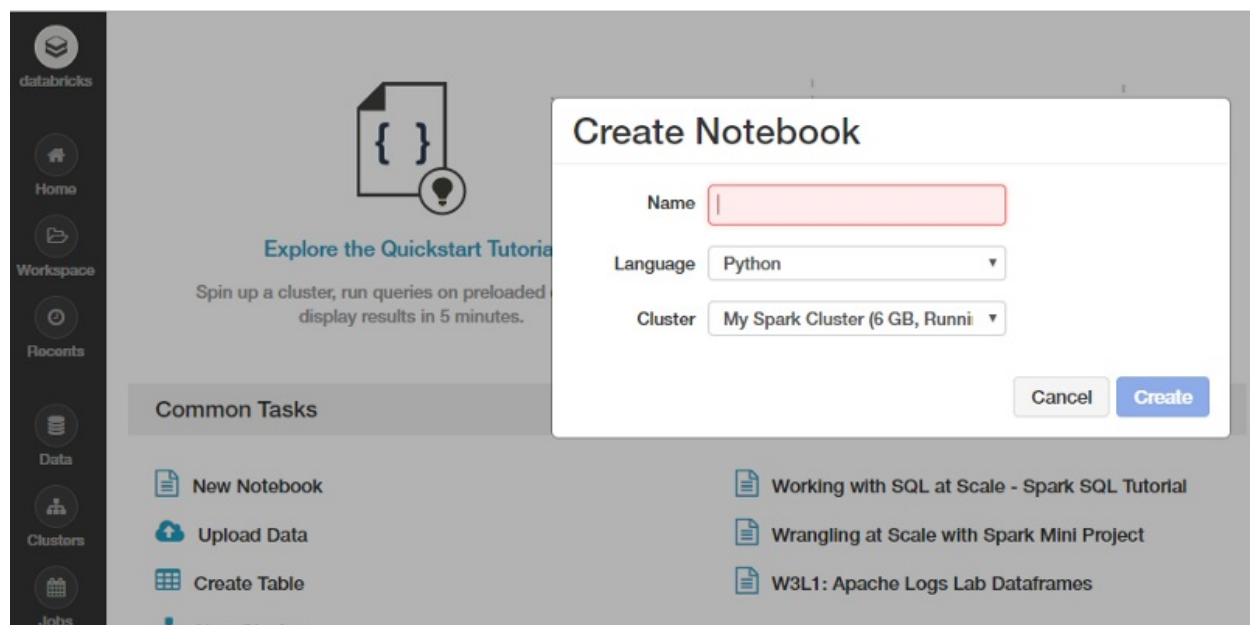 databricks
Home
Workspace
Recents
Data
Clusters
Jobs
{ }
Explore the Quickstart Tutoria
Spin up a cluster, run queries on preloaded
display results in 5 minutes.
Common Tasks
New Notebook
Upload Data
Create Table
Working with SQL at Scale - Spark SQL Tutorial
Wrangling at Scale with Spark Mini Project
W3L1: Apache Logs Lab Dataframes
Create Notebook
Name
Language Python
Cluster My Spark Cluster (6 GB, Runni
Cancel Create